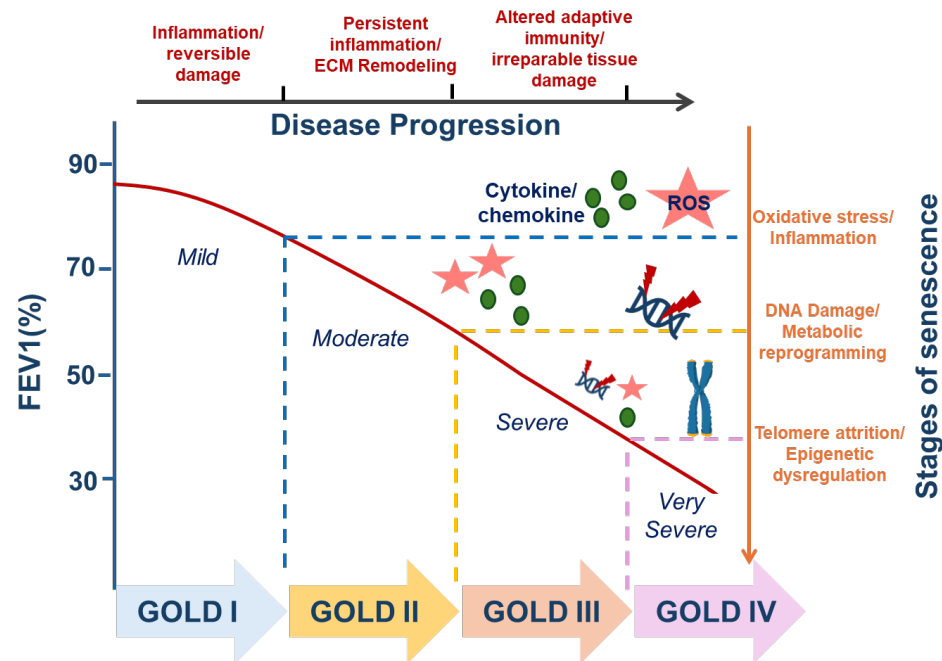 Inflammation/
reversible
damage
Persistent
inflammation/
ECM Remodeling
Altered adaptive
immunity/
irreparable tissue
damage
Disease Progression
90
70
50
30
FEV1(%)
Mild
Moderate
Severe
Very
Severe
Cytokine/
chemokine
ROS
Oxidative stress/
Inflammation
DNA Damage/
Metabolic
reprogramming
Telomere attrition/
Epigenetic
dysregulation
Stages of senescence
GOLD I
GOLD II
GOLD III
GOLD IV